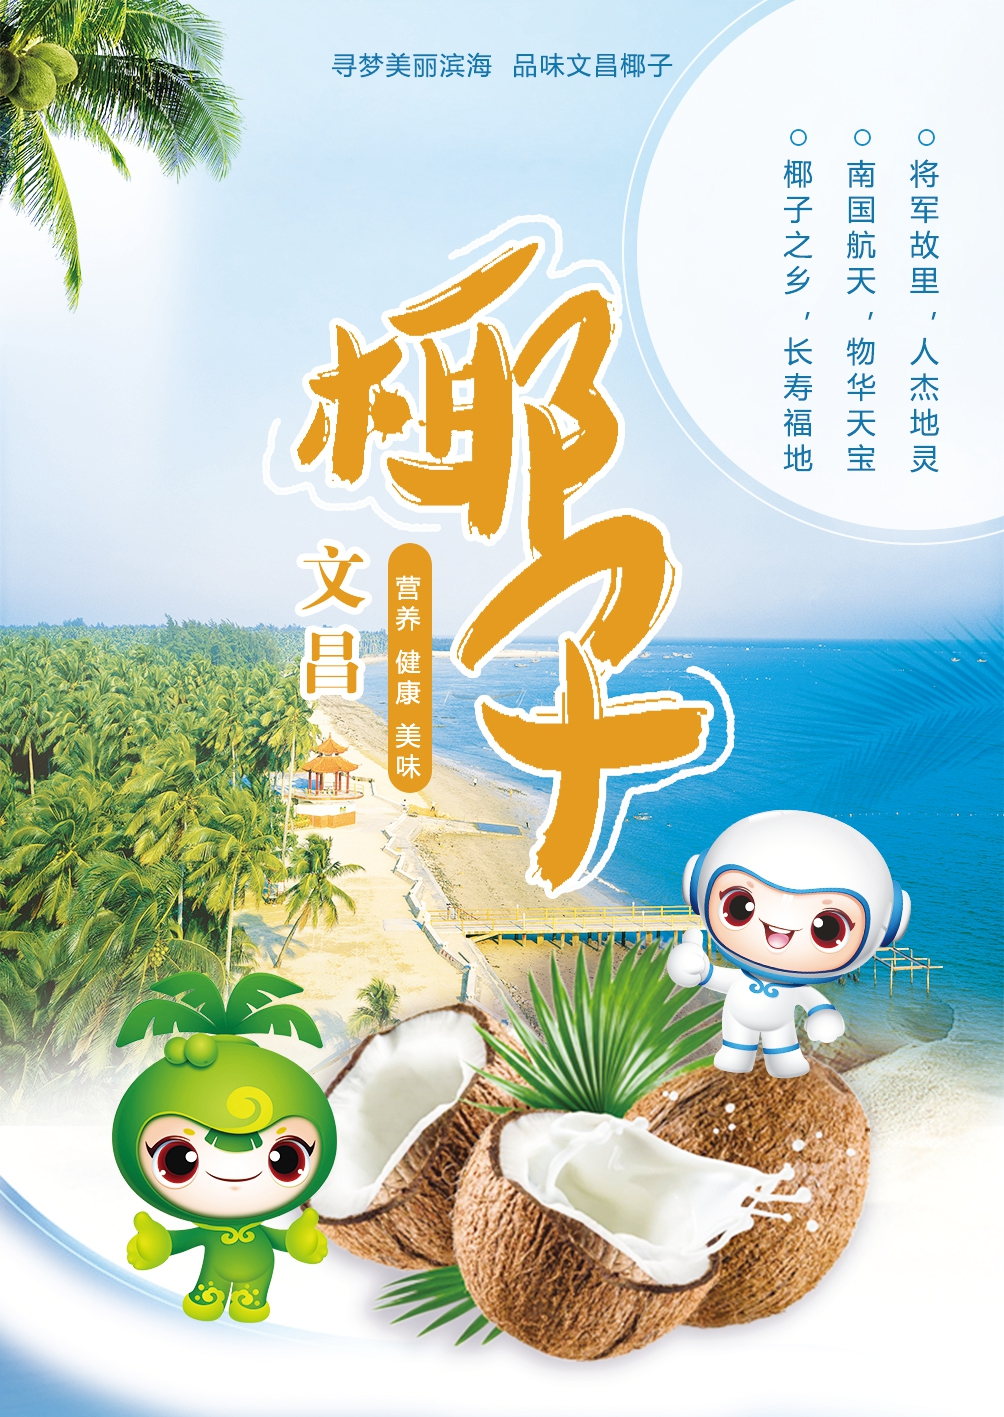 寻梦美丽滨海 品味文昌椰子
将军故里，人杰地灵
南国航天，物华天宝
椰子之乡，长寿福地
椰子
文昌
营养 健康 美味